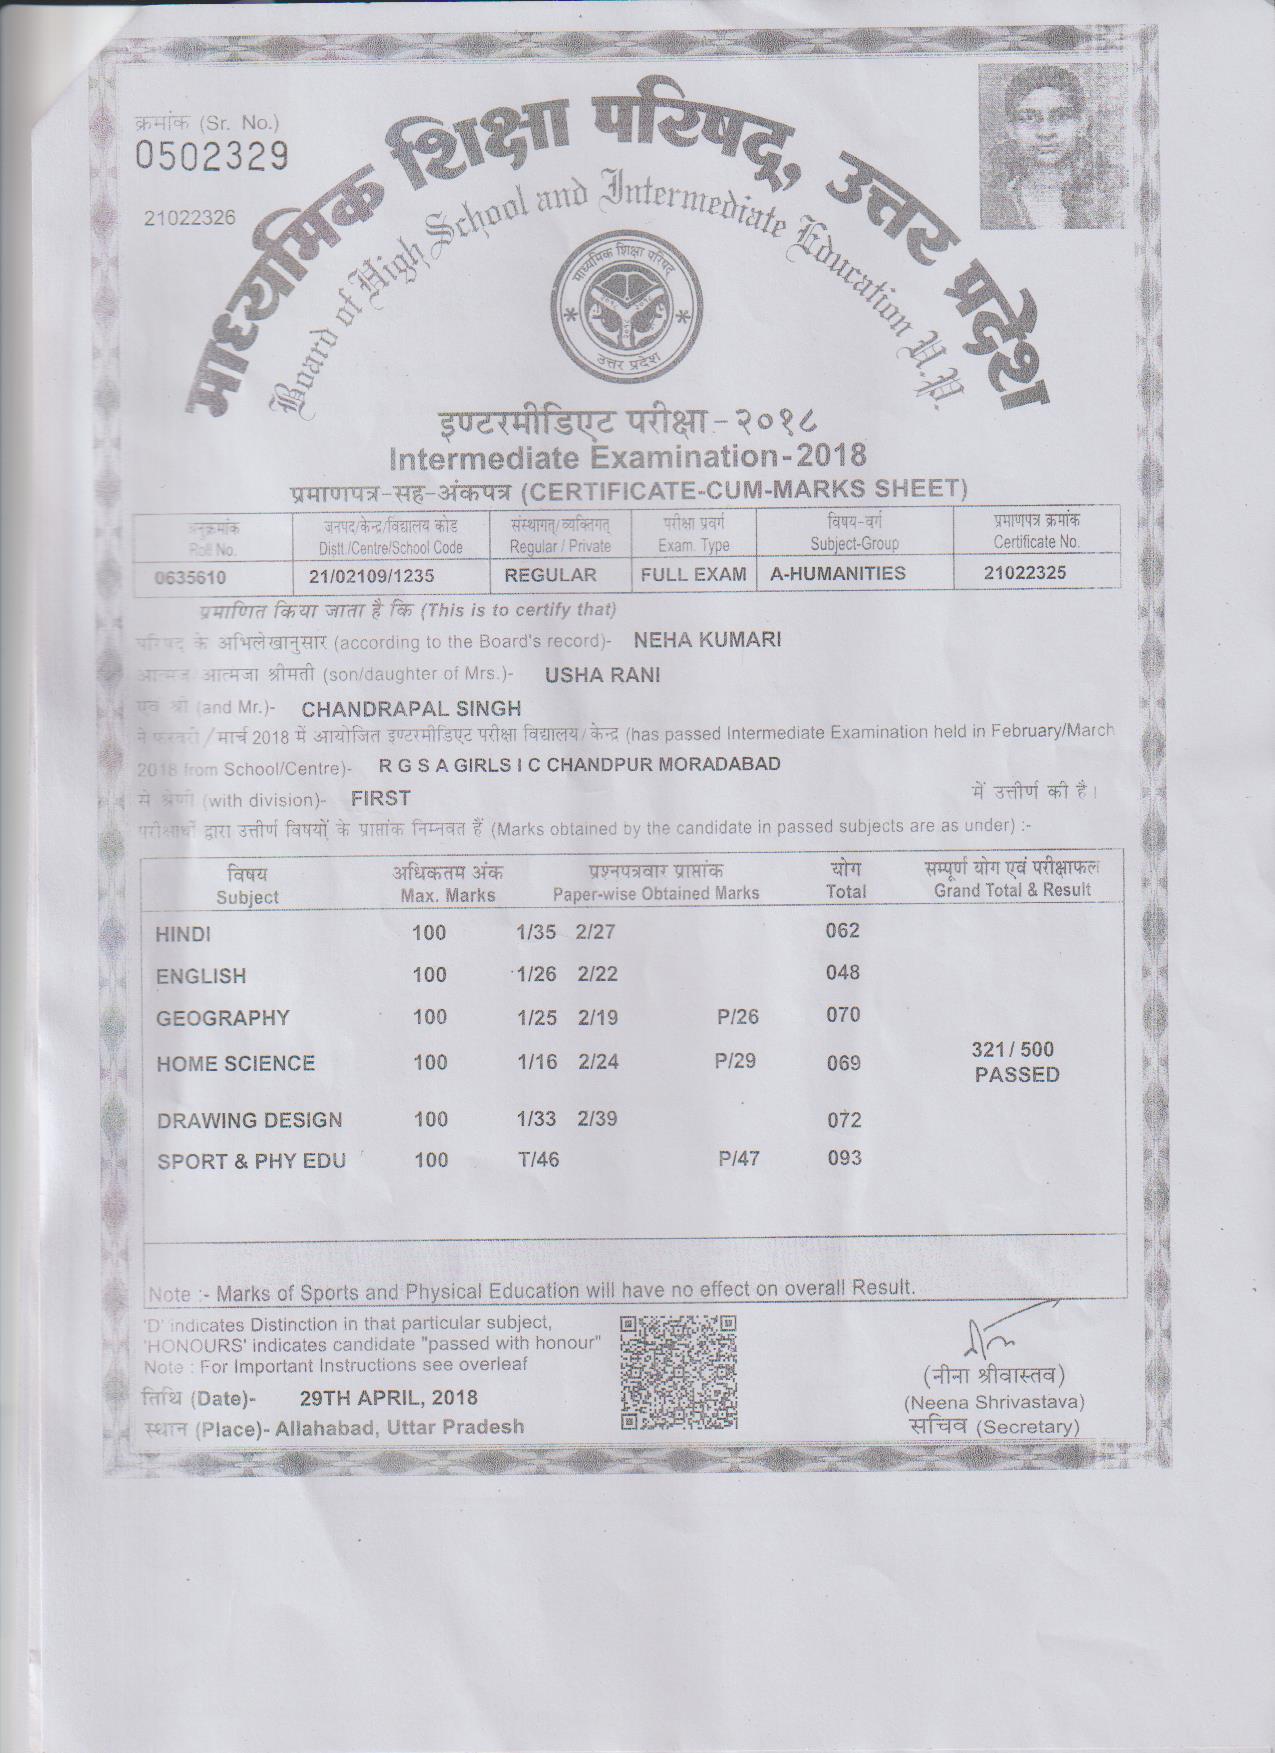 क्रमांक (Sr. No.)
0502329
21022326
माध्यमिक शिक्षा परिषद्, उत्तर प्रदेश
Board of High School and Intermediate Education U.P.
माध्यमिक शिक्षा परिषद
उत्तर प्रदेश
इण्टरमीडिएट परीक्षा-२०१८
Intermediate Examination-2018
प्रमाणपत्र-सह-अंकपत्र (CERTIFICATE-CUM-MARKS SHEET)
अनुक्रमांक जनपद/केन्द्र/विद्यालय कोड संस्थागत्/व्यक्तिगत् परीक्षा प्रवर्ग विषय-वर्ग प्रमाणपत्र क्रमांक
Roll No. Distt./Centre/School Code Regular / Private Exam. Type Subject-Group Certificate No.
0635610 21/02109/1235 REGULAR FULL EXAM A-HUMANITIES 21022325
प्रमाणित किया जाता है कि (This is to certify that)
परिषद के अभिलेखानुसार (according to the Board's record)- NEHA KUMARI
आत्मज आत्मजा श्रीमती (son/daughter of Mrs.)- USHA RANI
एवं श्री (and Mr.)- CHANDRAPAL SINGH
ने फरवरी/मार्च 2018 में आयोजित इण्टरमीडिएट परीक्षा विद्यालय/केन्द्र (has passed Intermediate Examination held in February/March
2018 from School/Centre)- R G S A GIRLS I C CHANDPUR MORADABAD
में उत्तीर्ण की है।
से श्रेणी (with division)- FIRST
परीक्षार्थी द्वारा उत्तीर्ण विषयों के प्राप्तांक निम्नवत हैं (Marks obtained by the candidate in passed subjects are as under) :-
विषय अधिकतम अंक प्रश्नपत्रवार प्राप्तांक योग सम्पूर्ण योग एवं परीक्षाफल
Subject Max. Marks Paper-wise Obtained Marks Total Grand Total & Result
HINDI 100 1/35 2/27 062
ENGLISH 100 1/26 2/22 048
GEOGRAPHY 100 1/25 2/19 P/26 070
HOME SCIENCE 100 1/16 2/24 P/29 069 321/500
PASSED
DRAWING DESIGN 100 1/33 2/39 072
SPORT & PHY EDU 100 T/46 P/47 093
Note :- Marks of Sports and Physical Education will have no effect on overall Result.
'D' indicates Distinction in that particular subject,
'HONOURS' indicates candidate "passed with honour"
Note : For Important Instructions see overleaf
तिथि (Date)- 29TH APRIL, 2018
स्थान (Place)- Allahabad, Uttar Pradesh
(नीना श्रीवास्तव)
(Neena Shrivastava)
सचिव (Secretary)